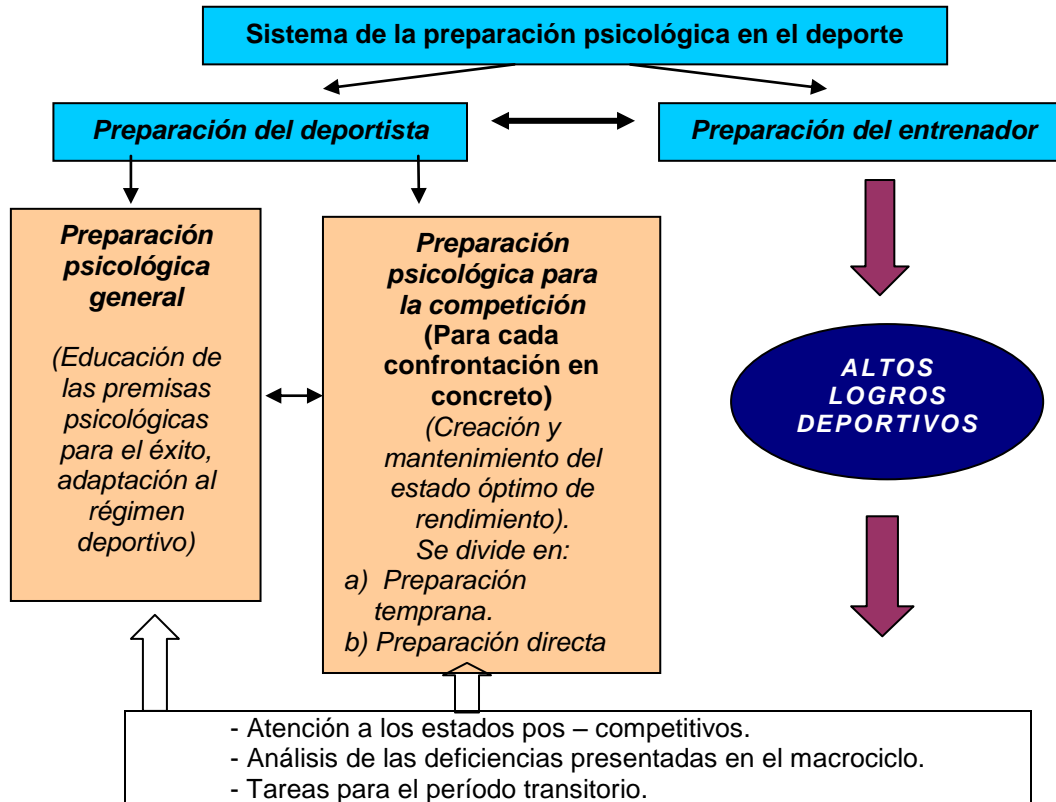 Sistema de la preparación psicológica en el deporte
Preparación del deportista
Preparación del entrenador
Preparación
psicológica
general
(Educación de
las premisas
psicológicas
para el éxito,
adaptación al
régimen
deportivo)
Preparación
psicológica para
la competición
(Para cada
confrontación en
concreto)
(Creación y
mantenimiento del
estado óptimo de
rendimiento).
Se divide en:
a) Preparación
temprana.
b) Preparación directa
ALTOS
LOGROS
DEPORTIVOS
- Atención a los estados pos – competitivos.
- Análisis de las deficiencias presentadas en el macrociclo.
- Tareas para el período transitorio.